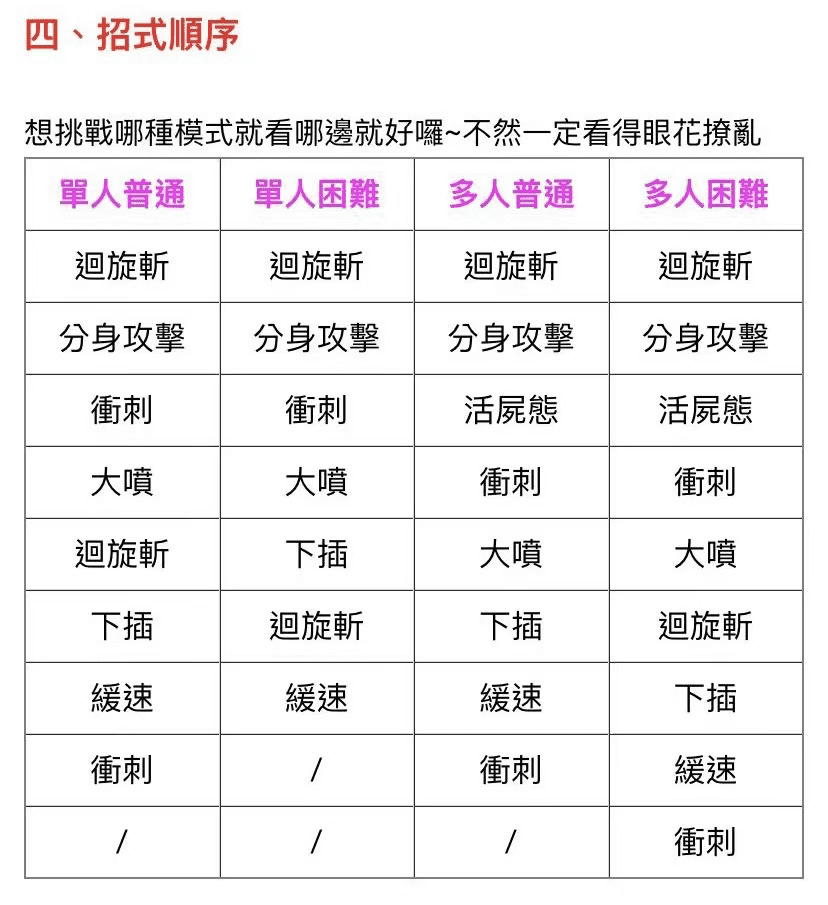 四、招式順序
想挑戰哪種模式就看哪邊就好囉~不然一定看得眼花撩亂
單人普通 單人困難 多人普通 多人困難
迴旋斬 迴旋斬 迴旋斬 迴旋斬
分身攻擊 分身攻擊 分身攻擊 分身攻擊
衝刺 衝刺 活屍態 活屍態
大噴 大噴 衝刺 衝刺
迴旋斬 下插 大噴 大噴
下插 迴旋斬 下插 迴旋斬
緩速 緩速 緩速 下插
衝刺 / 衝刺 緩速
/ / / 衝刺